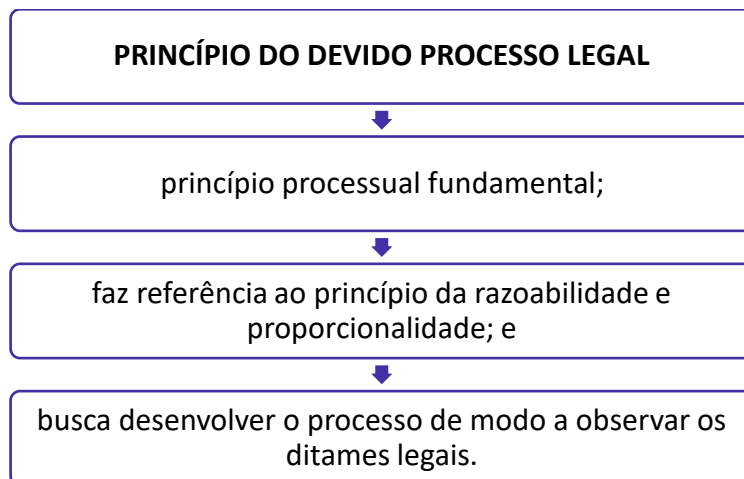 PRINCÍPIO DO DEVIDO PROCESSO LEGAL
princípio processual fundamental;
faz referência ao princípio da razoabilidade e
proporcionalidade; e
busca desenvolver o processo de modo a observar os
ditames legais.